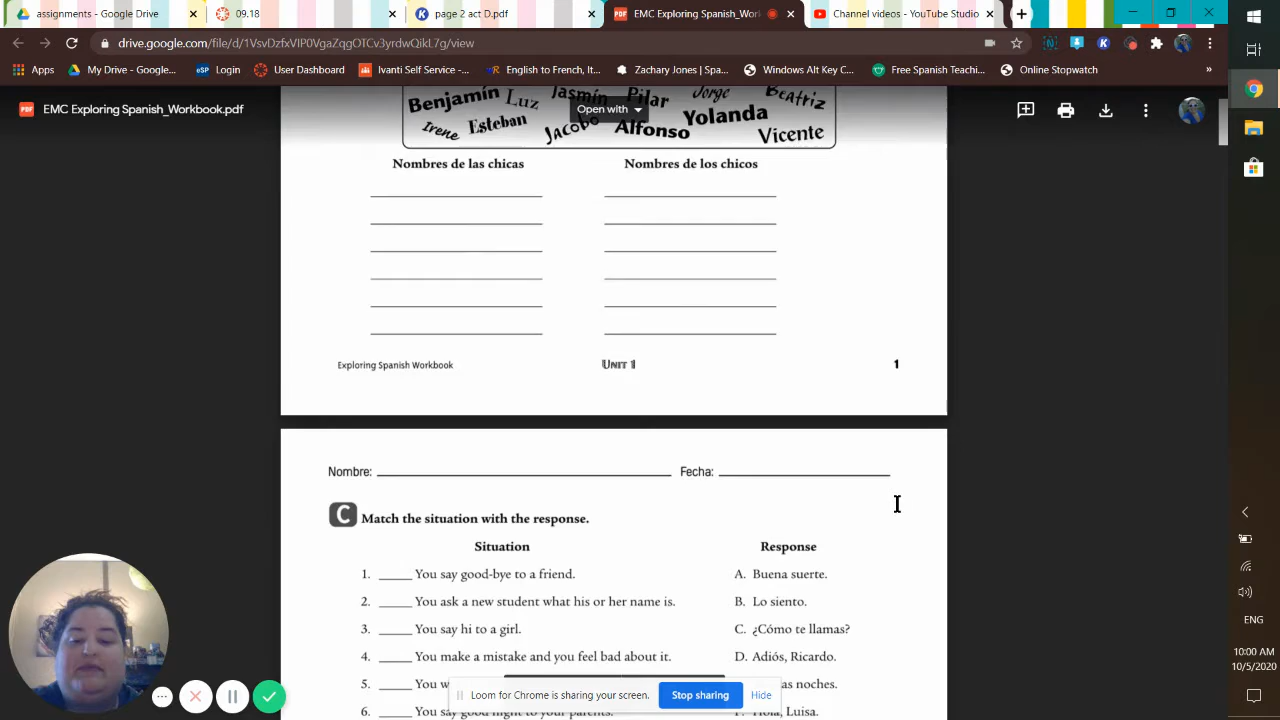 assignments - Google Drive
09.18
page 2 act D.pdf
EMC Exploring Spanish_Work
Channel videos - YouTube Studio
drive.google.com/file/d/1VsvDzfxVIP0VgaZqgOTCv3yrdwQikL7g/view
Apps
My Drive - Google...
Login
User Dashboard
Ivanti Self Service -...
English to French, It...
Zachary Jones | Spa...
Windows Alt Key C...
Free Spanish Teachi...
Online Stopwatch
»
EMC Exploring Spanish_Workbook.pdf
Open with
Benjamín Luz Jasmín Pilar Jorge Beatriz
Irene Esteban Jacobo Alfonso Yolanda Vicente
Nombres de las chicas
Nombres de los chicos
Exploring Spanish Workbook
Unit 1
1
Nombre:
Fecha:
C Match the situation with the response.
Situation
Response
1. You say good-bye to a friend.
A. Buena suerte.
2. You ask a new student what his or her name is.
B. Lo siento.
3. You say hi to a girl.
C. ¿Cómo te llamas?
4. You make a mistake and you feel bad about it.
D. Adiós, Ricardo.
5. You
noches.
6. You say good night to your parents.
Hola, Luisa.
Loom for Chrome is sharing your screen.
Stop sharing
Hide
ENG
10:00 AM
10/5/2020